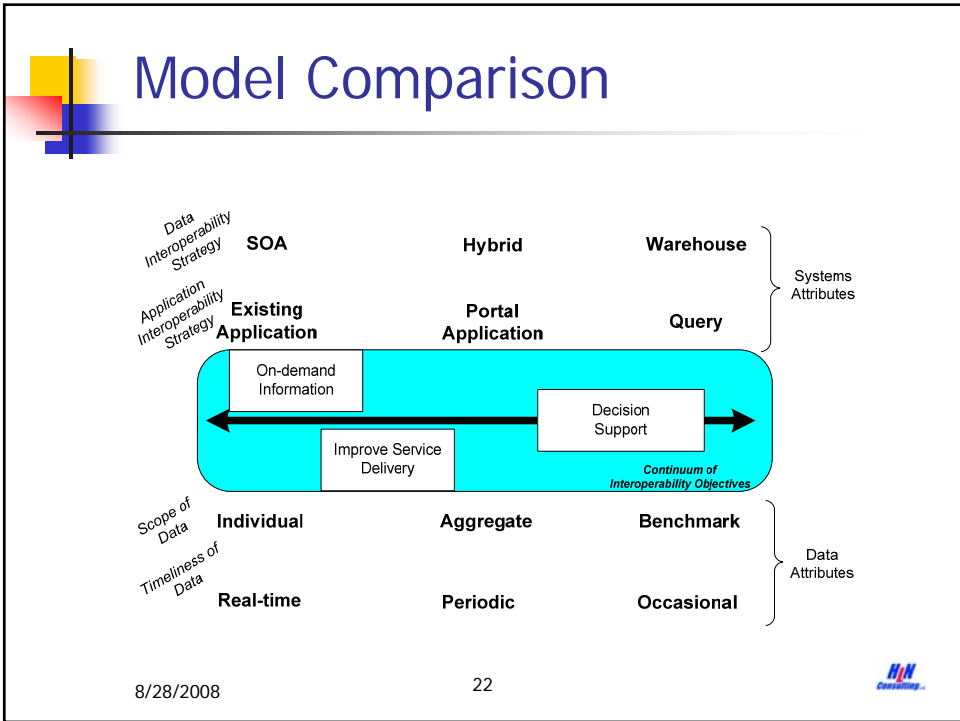 Model Comparison
Data
Interoperability
Strategy
SOA
Hybrid
Warehouse
Systems
Attributes
Application
Interoperability
Strategy
Existing
Application
Portal
Application
Query
On-demand
Information
Decision
Support
Improve Service
Delivery
Continuum of
Interoperability Objectives
Scope of
Data
Individual
Aggregate
Benchmark
Data
Attributes
Timeliness of
Data
Real-time
Periodic
Occasional
8/28/2008
22
HLN
Consulting